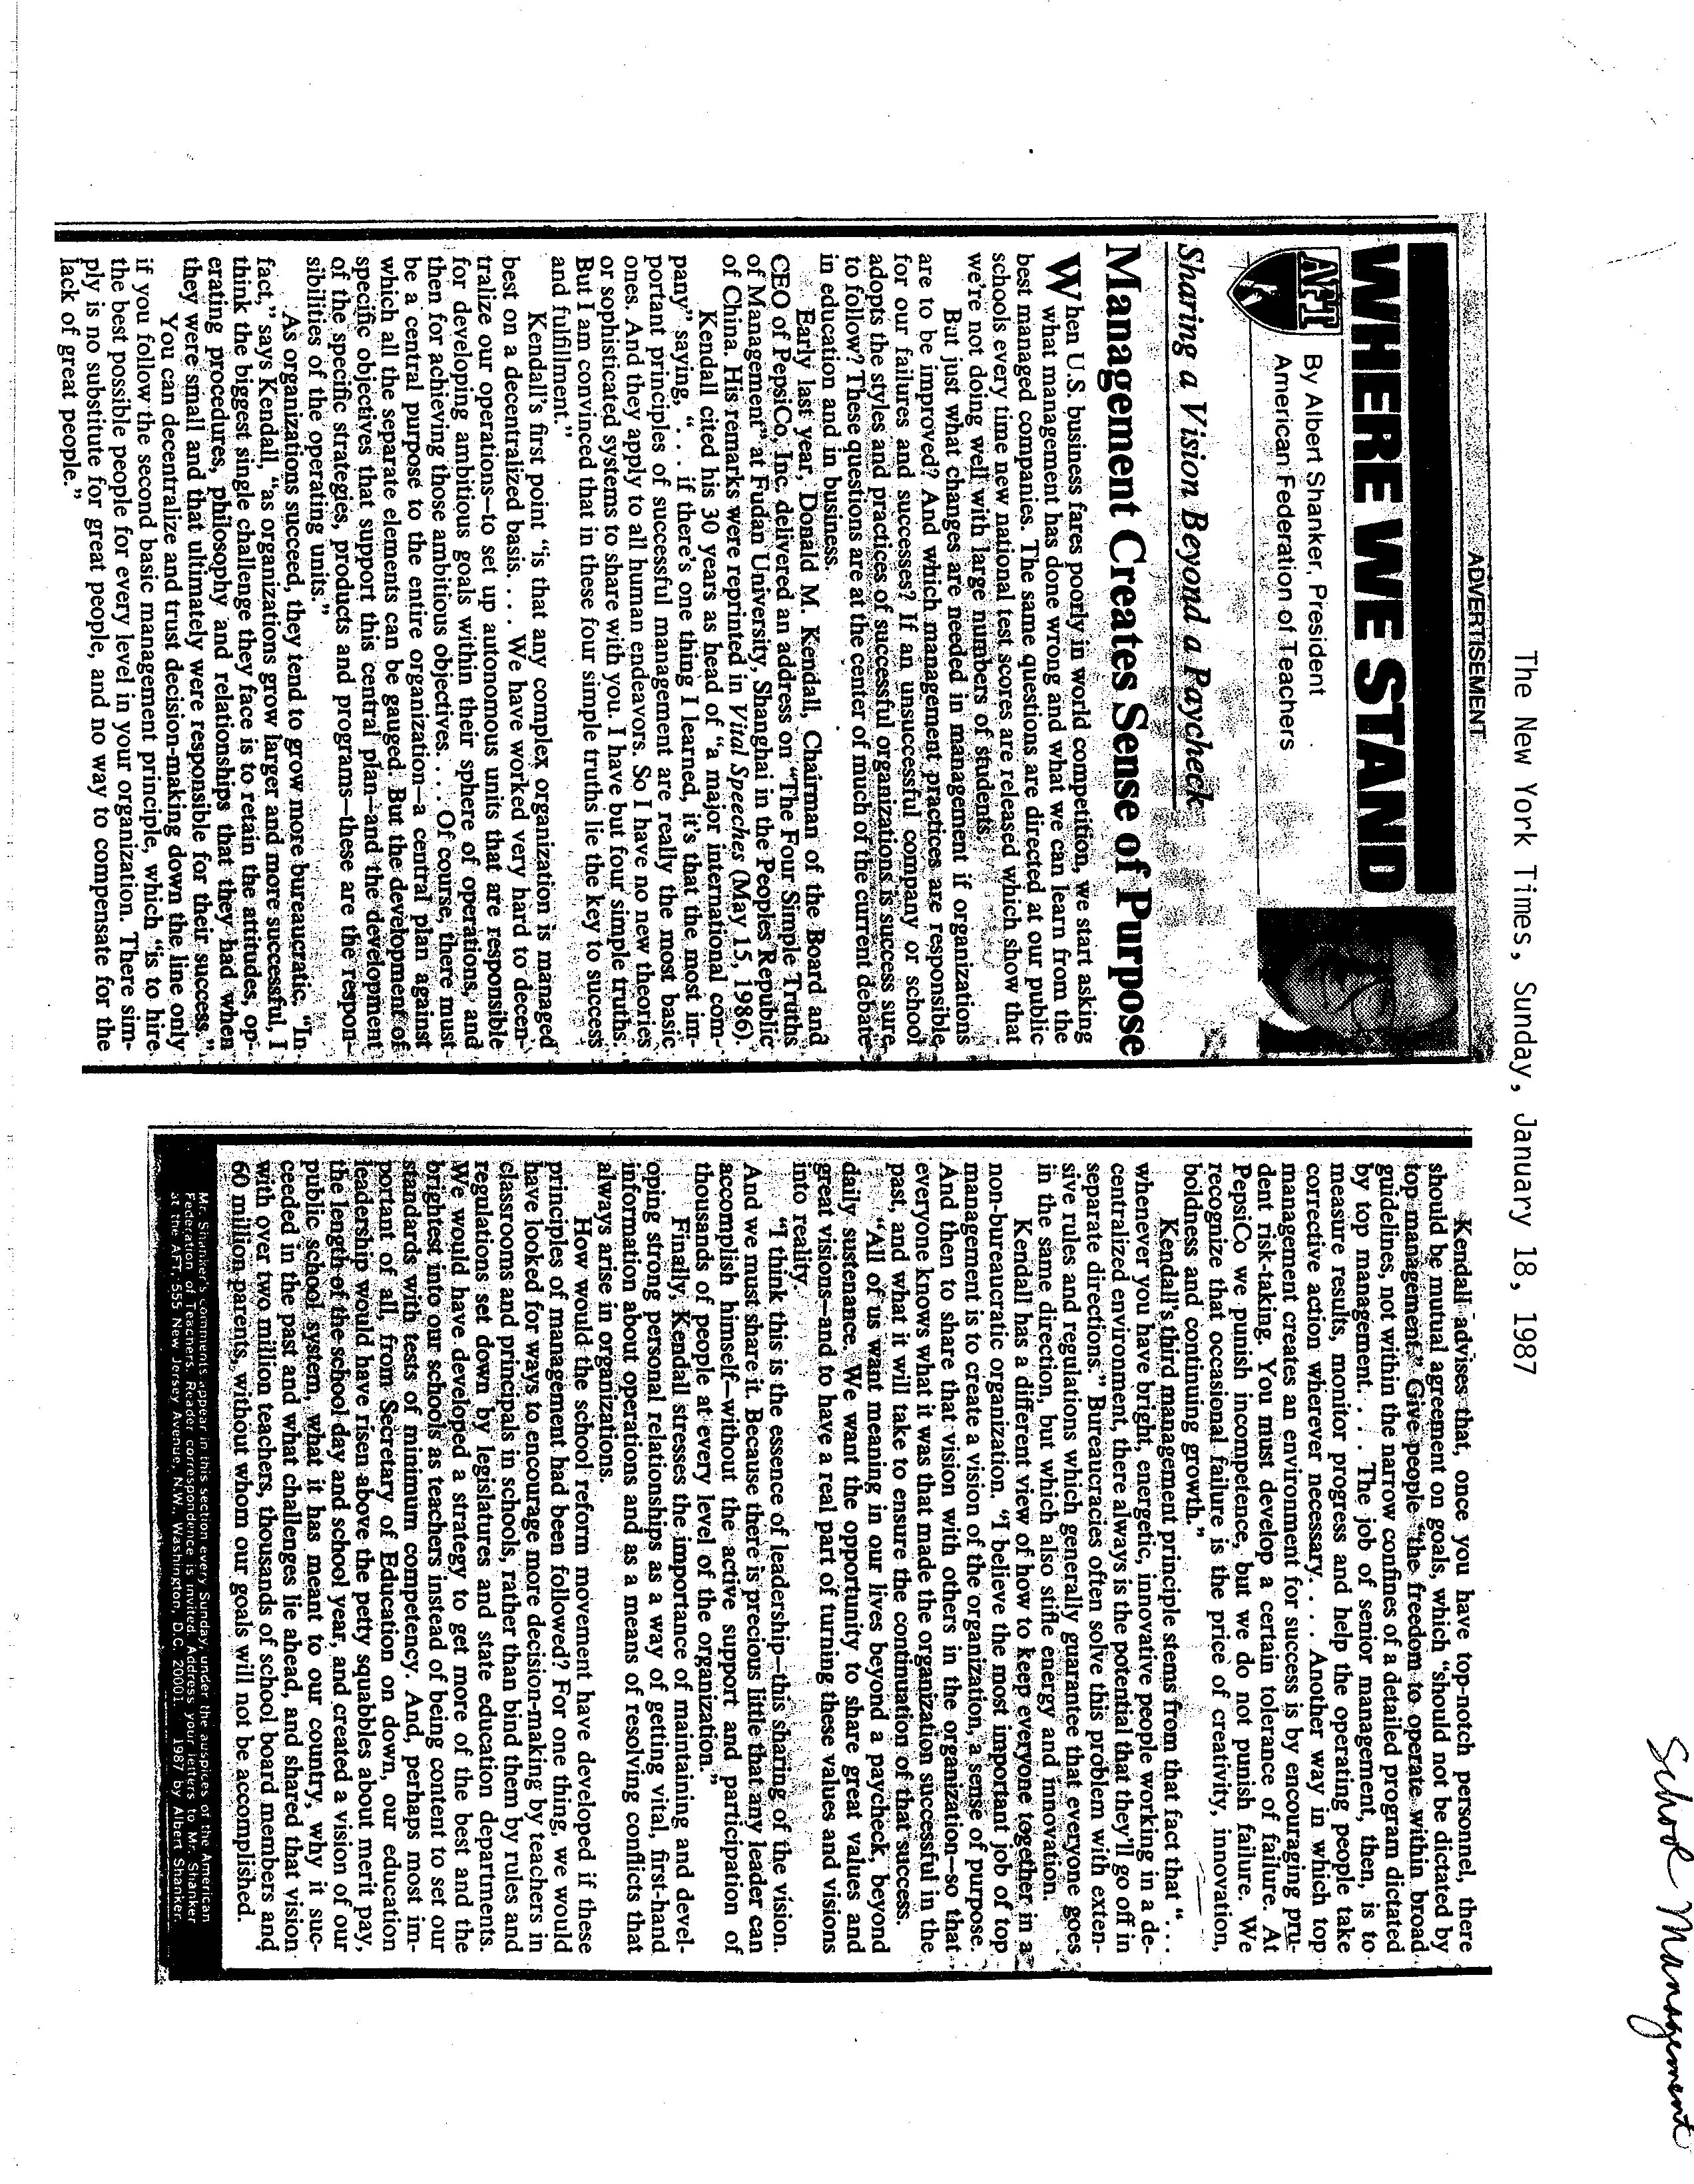 School Management
The New York Times, Sunday, January 18, 1987
ADVERTISEMENT
WHERE WE STAND
By Albert Shanker, President
American Federation of Teachers
AFT
Sharing a Vision Beyond a Paycheck
Management Creates Sense of Purpose
When U.S. business fares poorly in world competition, we start asking
what management has done wrong and what we can learn from the
best managed companies. The same questions are directed at our public
schools every time new national test scores are released which show that
we're not doing well with large numbers of students.
But just what changes are needed in management if organizations
are to be improved? And which management practices are responsible
for our failures and successes? If an unsuccessful company or school
adopts the styles and practices of successful organizations is success sure
to follow? These questions are at the center of much of the current debate
in education and in business.
Early last year, Donald M. Kendall, Chairman of the Board and
CEO of PepsiCo, Inc. delivered an address on "The Four Simple Truths
of Management" at Fudan University, Shanghai in the Peoples Republic
of China. His remarks were reprinted in Vital Speeches (May 15, 1986).
Kendall cited his 30 years as head of "a major international com-
pany" saying, ". . . if there's one thing I learned, it's that the most im-
portant principles of successful management are really the most basic
ones. And they apply to all human endeavors. So I have no new theories
or sophisticated systems to share with you. I have but four simple truths.
But I am convinced that in these four simple truths lie the key to success
and fulfillment."
Kendall's first point "is that any complex organization is managed
best on a decentralized basis. . . . We have worked very hard to decen-
tralize our operations—to set up autonomous units that are responsible
for developing ambitious goals within their sphere of operations, and
then for achieving those ambitious objectives. . . . Of course, there must
be a central purpose to the entire organization—a central plan against
which all the separate elements can be gauged. But the development of
specific objectives that support this central plan—and the development
of the specific strategies, products and programs—these are the respon-
sibilities of the operating units."
As organizations succeed, they tend to grow more bureaucratic. "In
fact," says Kendall, "as organizations grow larger and more successful, I
think the biggest single challenge they face is to retain the attitudes, op-
erating procedures, philosophy and relationships that they had when
they were small and that ultimately were responsible for their success."
You can decentralize and trust decision-making down the line only
if you follow the second basic management principle, which "is to hire
the best possible people for every level in your organization. There sim-
ply is no substitute for great people, and no way to compensate for the
lack of great people."
Kendall advises that, once you have top-notch personnel, there
should be mutual agreement on goals, which "should not be dictated by
top management." Give people "the freedom to operate within broad
guidelines, not within the narrow confines of a detailed program dictated
by top management. . . . The job of senior management, then, is to
measure results, monitor progress and help the operating people take
corrective action wherever necessary. . . . Another way in which top
management creates an environment for success is by encouraging pru-
dent risk-taking. You must develop a certain tolerance of failure. At
PepsiCo we punish incompetence, but we do not punish failure. We
recognize that occasional failure is the price of creativity, innovation,
boldness and continuing growth."
Kendall's third management principle stems from that fact that ". . .
whenever you have bright, energetic, innovative people working in a de-
centralized environment, there always is the potential that they'll go off in
separate directions." Bureaucracies often solve this problem with exten-
sive rules and regulations which generally guarantee that everyone goes
in the same direction, but which also stifle energy and innovation.
Kendall has a different view of how to keep everyone together in a
non-bureaucratic organization. "I believe the most important job of top
management is to create a vision of the organization, a sense of purpose.
And then to share that vision with others in the organization—so that
everyone knows what it was that made the organization successful in the
past, and what it will take to ensure the continuation of that success.
"All of us want meaning in our lives beyond a paycheck, beyond
daily sustenance. We want the opportunity to share great values and
great visions—and to have a real part of turning these values and visions
into reality.
"I think this is the essence of leadership—this sharing of the vision.
And we must share it. Because there is precious little that any leader can
accomplish himself—without the active support and participation of
thousands of people at every level of the organization."
Finally, Kendall stresses the importance of maintaining and devel-
oping strong personal relationships as a way of getting vital, first-hand
information about operations and as a means of resolving conflicts that
always arise in organizations.
How would the school reform movement have developed if these
principles of management had been followed? For one thing, we would
have looked for ways to encourage more decision-making by teachers in
classrooms and principals in schools, rather than bind them by rules and
regulations set down by legislatures and state education departments.
We would have developed a strategy to get more of the best and the
brightest into our schools as teachers instead of being content to set our
standards with tests of minimum competency. And, perhaps most im-
portant of all, from Secretary of Education on down, our education
leadership would have risen above the petty squabbles about merit pay,
the length of the school day and school year, and created a vision of our
public school system, what it has meant to our country, why it suc-
ceeded in the past and what challenges lie ahead, and shared that vision
with over two million teachers, thousands of school board members and
60 million parents, without whom our goals will not be accomplished.
Mr. Shanker's comments appear in this section every Sunday, under the auspices of the American
Federation of Teachers. Reader correspondence is invited. Address your letters to Mr. Shanker
at the AFT, 555 New Jersey Avenue, N.W. Washington, D.C. 20001. 1987 by Albert Shanker.